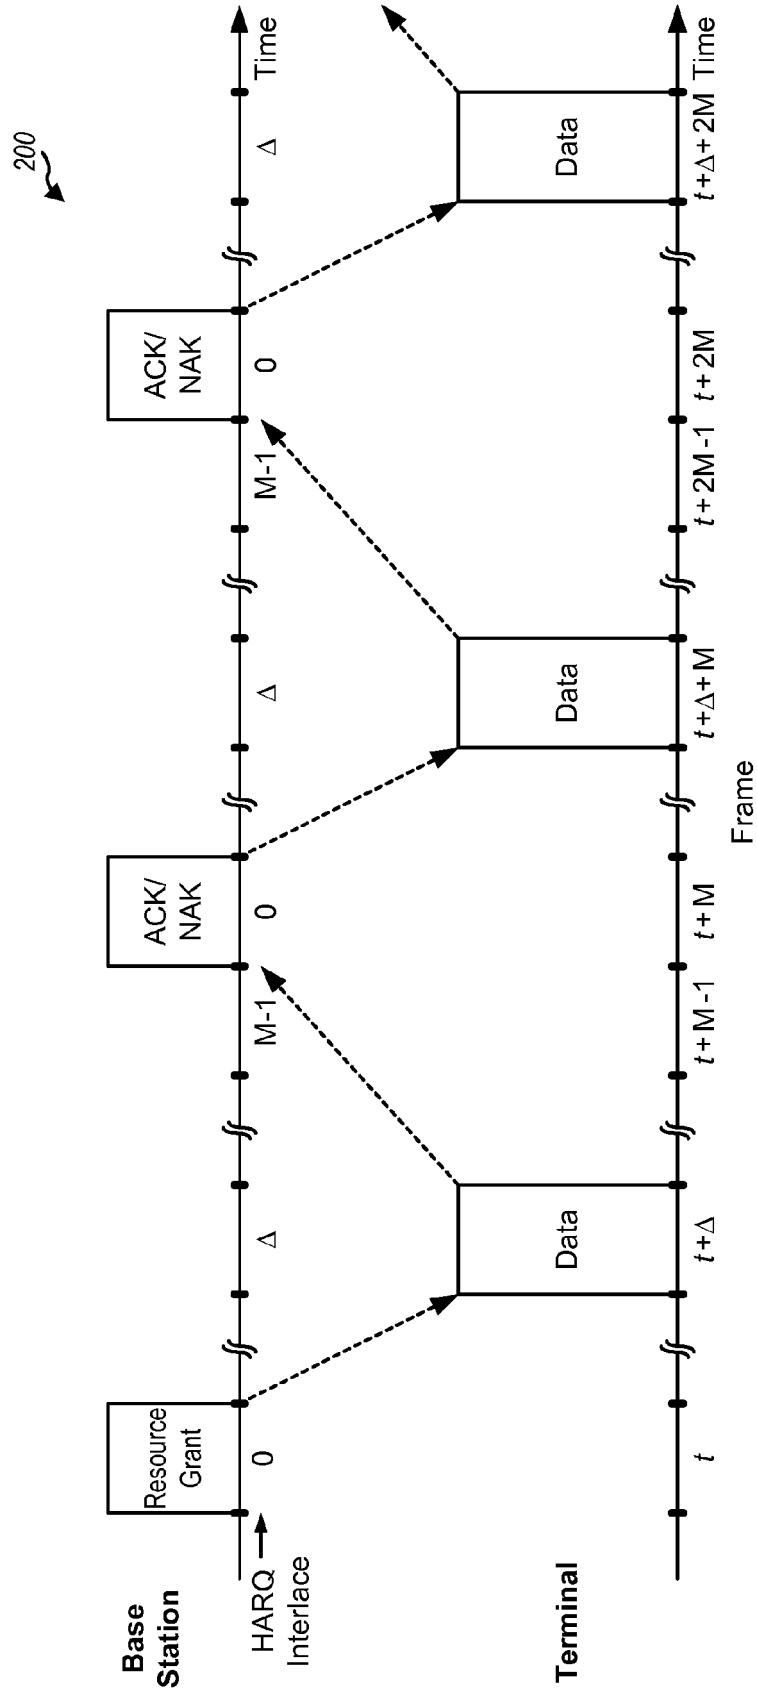 200
Resource
Grant
ACK/
NAK
ACK/
NAK
Base
Station
HARQ
Interlace
0
Δ
M-1
0
Δ
M-1
0
Δ
Time
Terminal
Data
Data
Data
t
t+Δ
t+M-1
t+M
t+Δ+M
t+2M-1
t+2M
t+Δ+2M
Time
Frame